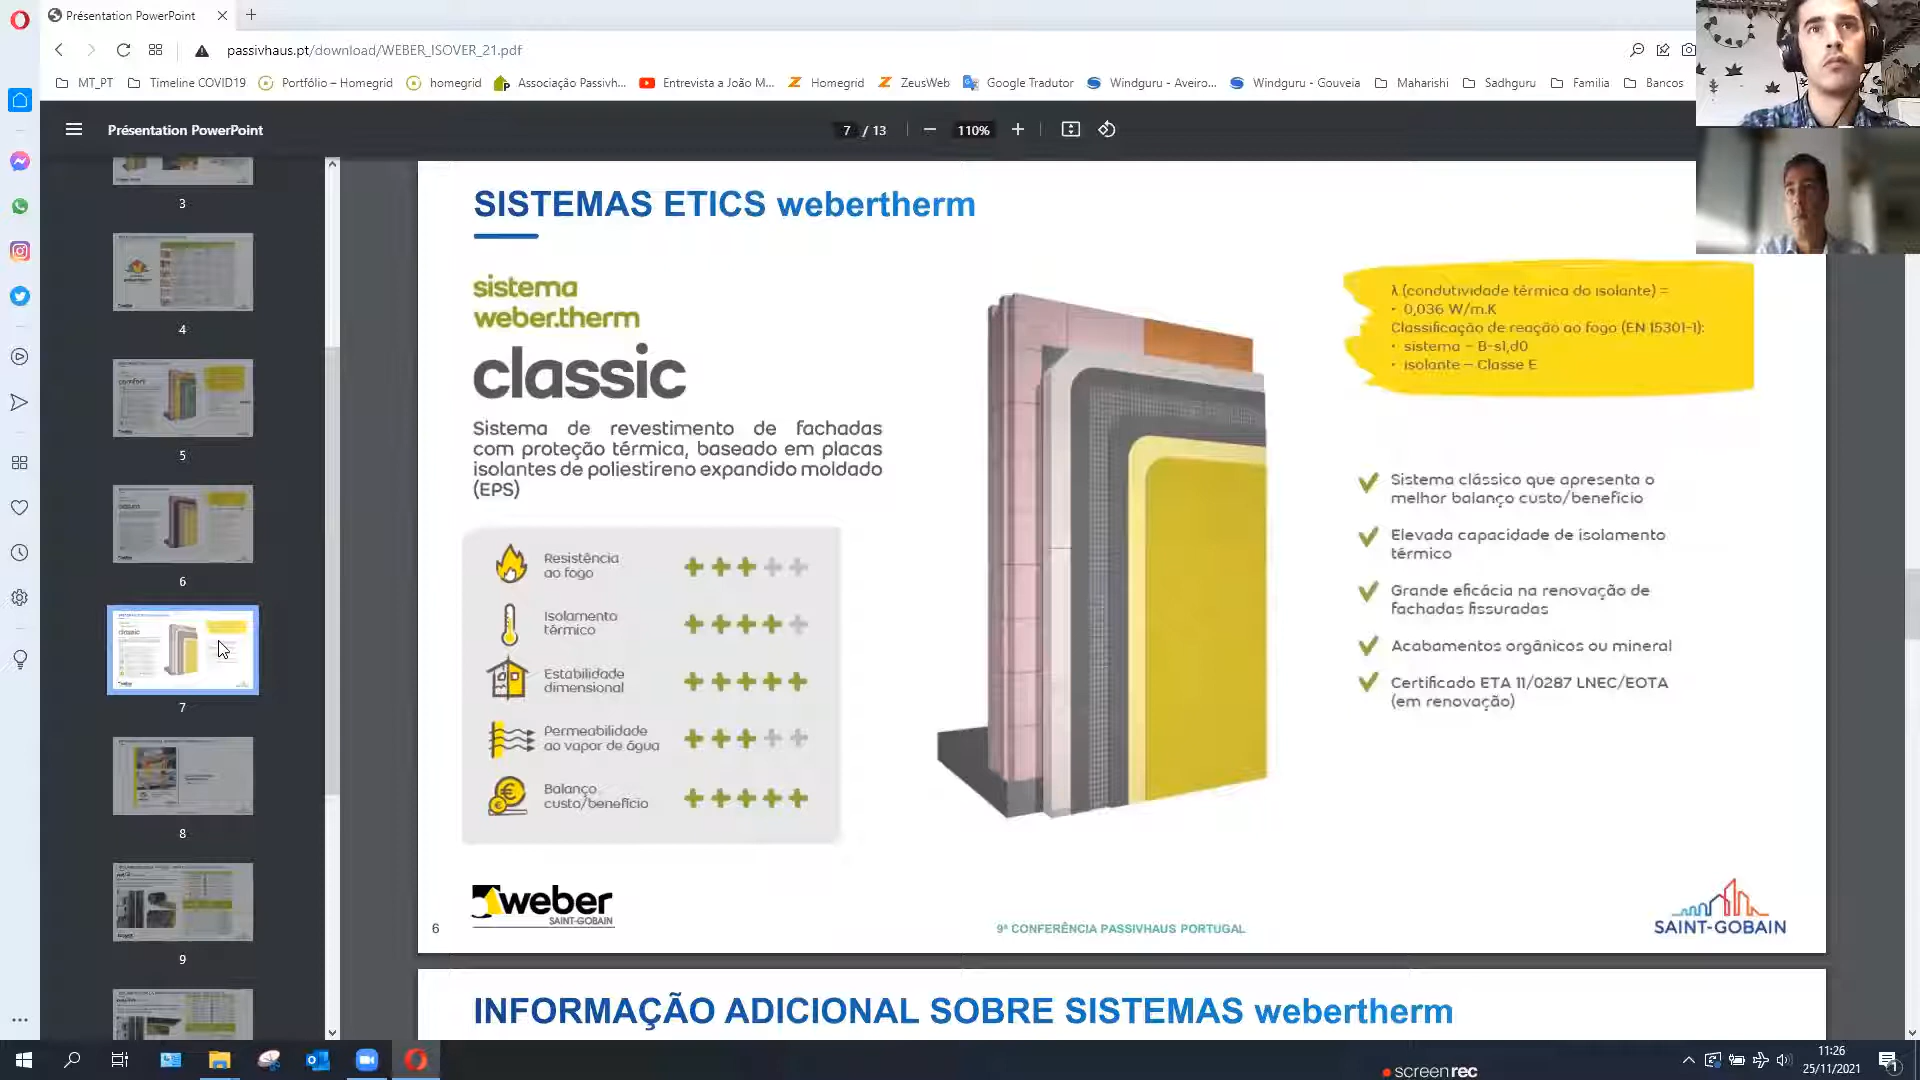 Présentation PowerPoint
passivhaus.pt/download/WEBER_ISOVER_21.pdf
MT_PT
Timeline COVID19
Portfólio – Homegrid
homegrid
Associação Passivh...
Entrevista a João M...
Homegrid
ZeusWeb
Google Tradutor
Windguru - Aveiro...
Windguru - Gouveia
Maharishi
Sadhguru
Familia
Bancos
Présentation PowerPoint
7 / 13
110%
3
4
5
6
classic
7
8
9
SISTEMAS ETICS webertherm
sistema
weber.therm
classic
Sistema de revestimento de fachadas
com proteção térmica, baseado em placas
isolantes de poliestireno expandido moldado
(EPS)
Resistência
ao fogo
Isolamento
térmico
Estabilidade
dimensional
Permeabilidade
ao vapor de água
Balanço
custo/benefício
λ (condutividade térmica do isolante) =
• 0,036 W/m.K
Classificação de reação ao fogo (EN 15301-1):
• sistema – B-s1,d0
• isolante – Classe E
Sistema clássico que apresenta o
melhor balanço custo/benefício
Elevada capacidade de isolamento
térmico
Grande eficácia na renovação de
fachadas fissuradas
Acabamentos orgânicos ou mineral
Certificado ETA 11/0287 LNEC/EOTA
(em renovação)
6
weber
SAINT-GOBAIN
9ª CONFERÊNCIA PASSIVHAUS PORTUGAL
SAINT-GOBAIN
INFORMAÇÃO ADICIONAL SOBRE SISTEMAS webertherm
screenrec
11:26
25/11/2021
1